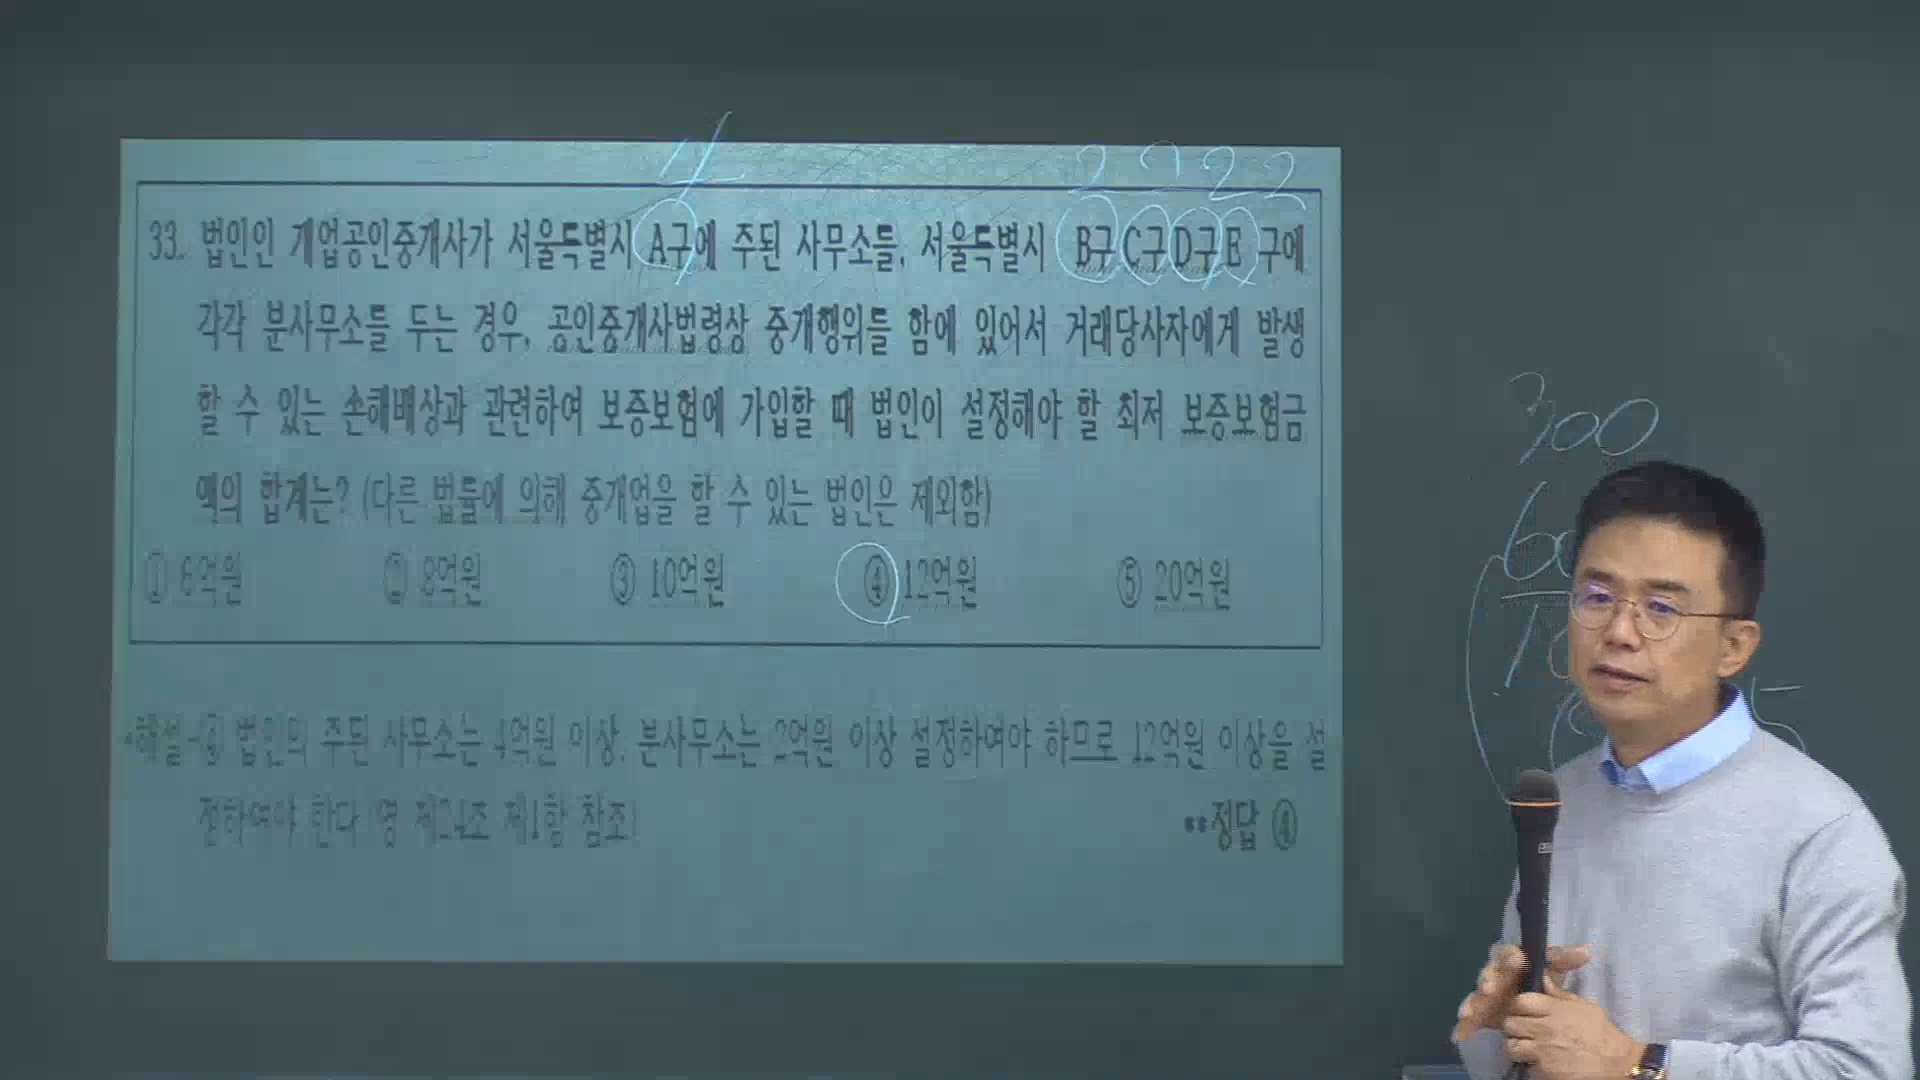 4 2 2 2 2
33. 법인인 개업공인중개사가 서울특별시 A구에 주된 사무소를, 서울특별시 B구 C구 D구 E 구에
각각 분사무소를 두는 경우, 공인중개사법령상 중개행위를 함에 있어서 거래당사자에게 발생
할 수 있는 손해배상과 관련하여 보증보험에 가입할 때 법인이 설정해야 할 최저 보증보험금
액의 합계는? (다른 법률에 의해 중개업을 할 수 있는 법인은 제외함)
① 6억원 ② 8억원 ③ 10억원 ④ 12억원 ⑤ 20억원
*해설-④ 법인의 주된 사무소는 4억원 이상, 분사무소는 2억원 이상 설정하여야 하므로 12억원 이상을 설
정하여야 한다(영 제24조 제1항 참조)
**정답 ④
300